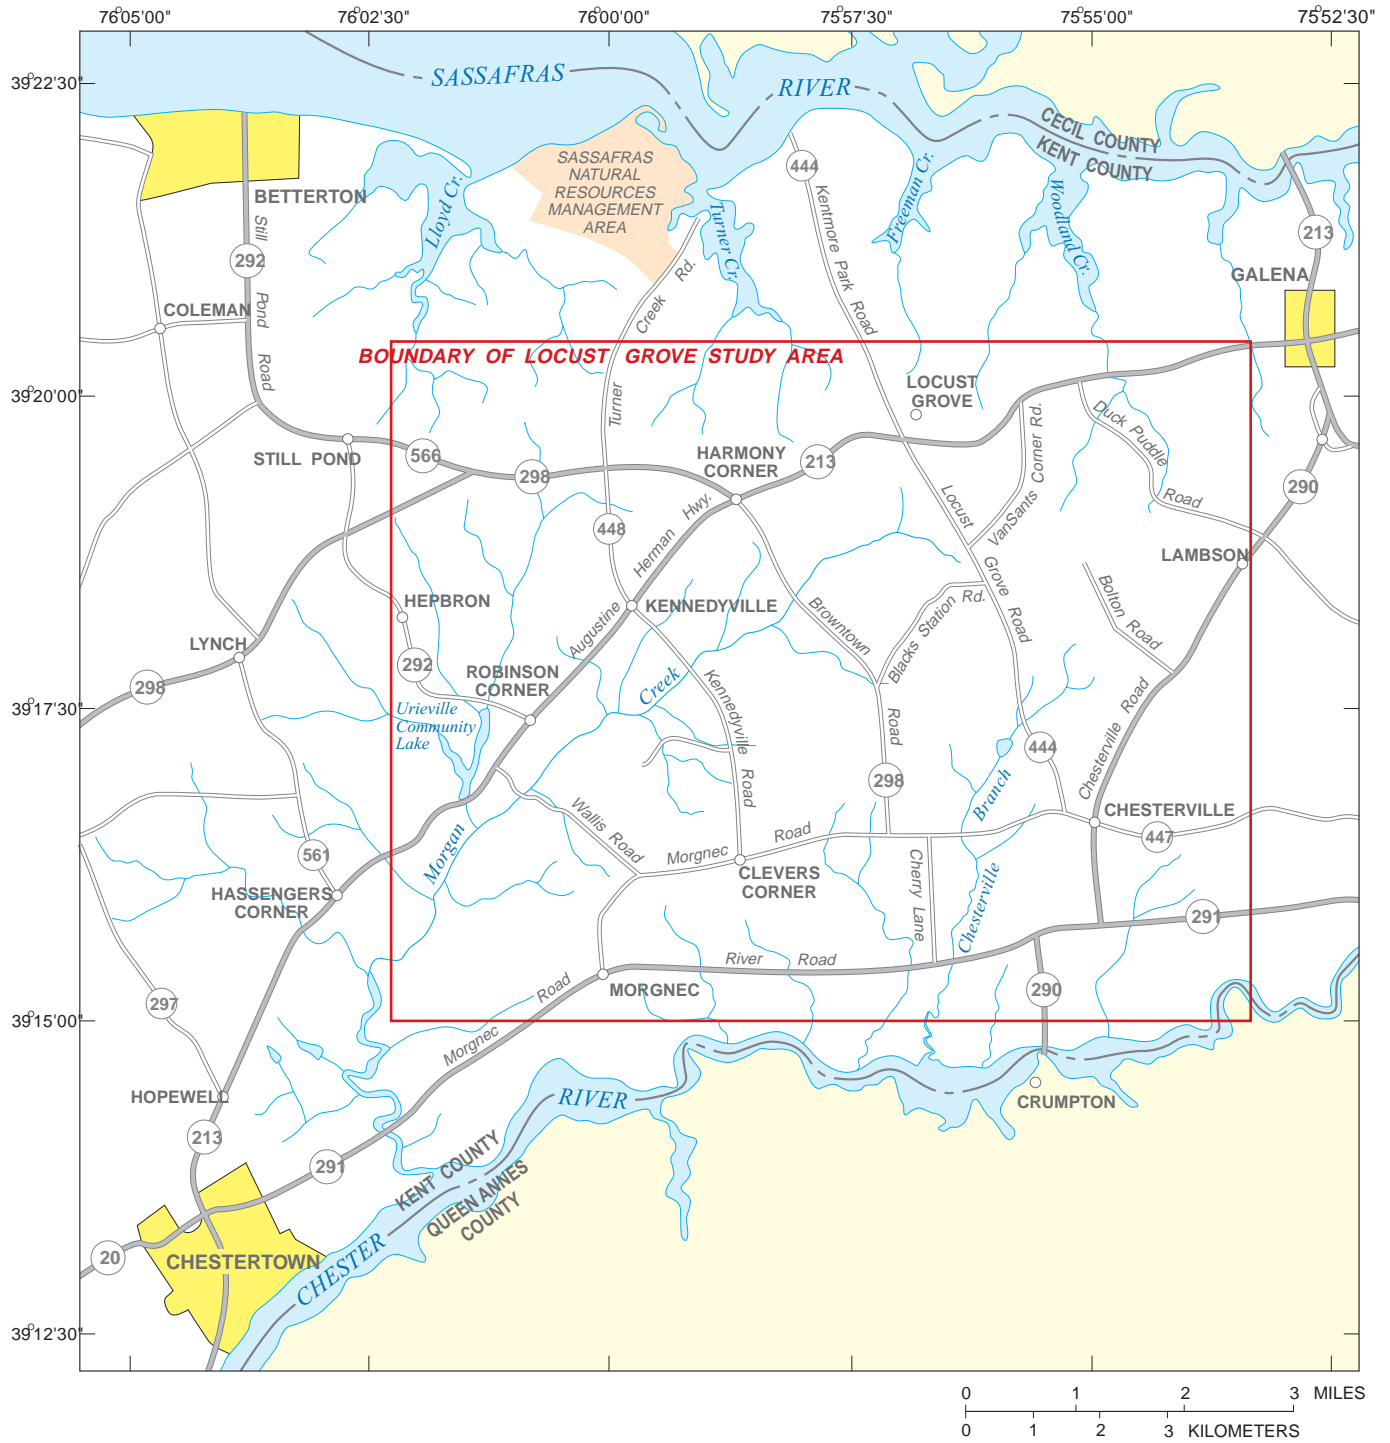 76°05'00" 76°02'30" 76°00'00" 75°57'30" 75°55'00" 75°52'30"
39°22'30"
39°20'00"
39°17'30"
39°15'00"
39°12'30"
SASSAFRAS RIVER
CECIL COUNTY
KENT COUNTY
SASSAFRAS
NATURAL
RESOURCES
MANAGEMENT
AREA
BETTERTON
Still Pond Road
292
Lloyd Cr.
Turner Cr.
444
Kentmore Park Road
Freeman Cr.
Woodland Cr.
213
GALENA
COLEMAN
Turner Creek Rd.
BOUNDARY OF LOCUST GROVE STUDY AREA
LOCUST
GROVE
STILL POND
566
298
HARMONY
CORNER
213
VanSants Corner Rd.
Duck Puddle Road
290
448
Augustine Herman Hwy.
Locust Grove Road
LAMBSON
HEPBRON
KENNEDYVILLE
Browntown Road
Blacks Station Rd.
Bolton Road
LYNCH
298
292
ROBINSON
CORNER
Urieville
Community
Lake
Morgan Creek
Kennedyville Road
298
444
Chesterville Road
Chesterville Branch
CHESTERVILLE
447
Wallis Road
Morgnec Road
CLEVERS
CORNER
Cherry Lane
561
HASSENGERS
CORNER
291
River Road
MORGNEC
290
297
Morgnec Road
HOPEWELL
213
CRUMPTON
291
KENT COUNTY
QUEEN ANNES
COUNTY
CHESTER RIVER
20
CHESTERTOWN
0 1 2 3 MILES
0 1 2 3 KILOMETERS